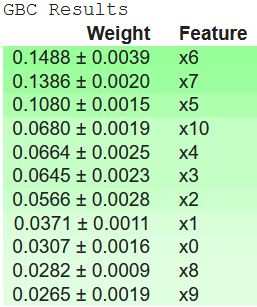 GBC Results
Weight Feature
0.1488 ± 0.0039 x6
0.1386 ± 0.0020 x7
0.1080 ± 0.0015 x5
0.0680 ± 0.0019 x10
0.0664 ± 0.0025 x4
0.0645 ± 0.0023 x3
0.0566 ± 0.0028 x2
0.0371 ± 0.0011 x1
0.0307 ± 0.0016 x0
0.0282 ± 0.0009 x8
0.0265 ± 0.0019 x9